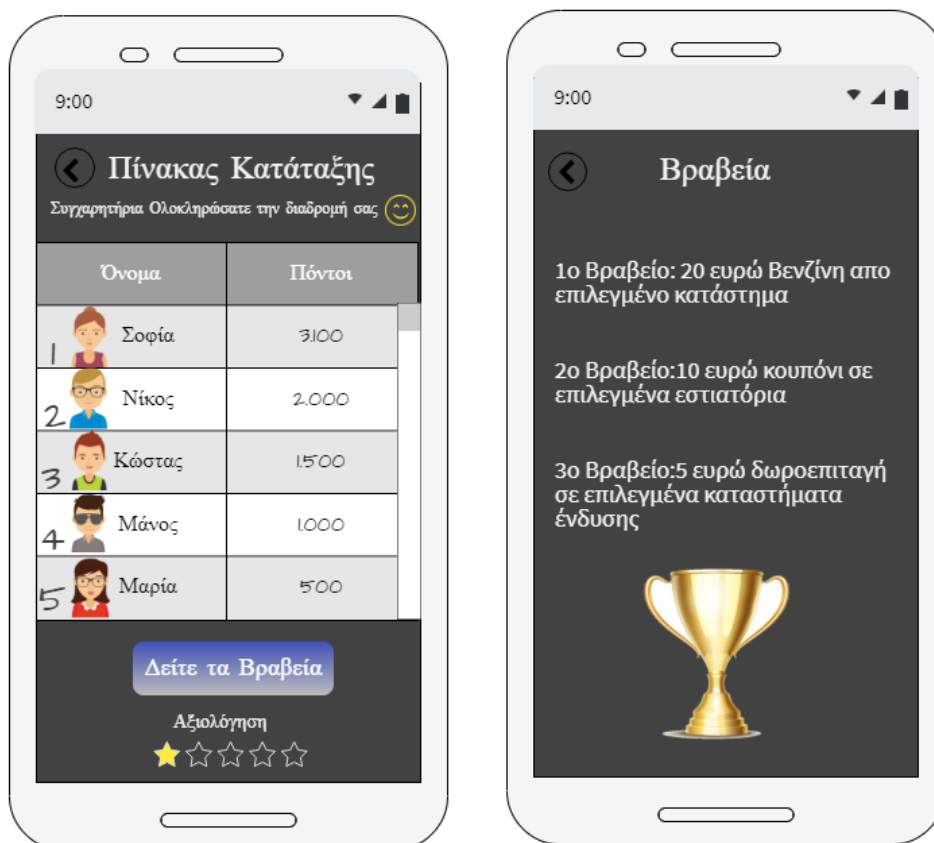 9:00
Πίνακας Κατάταξης
Συγχαρητήρια Ολοκληρώσατε την διαδρομή σας
Όνομα Πόντοι
1 Σοφία 3.100
2 Νίκος 2.000
3 Κώστας 1.500
4 Μάνος 1.000
5 Μαρία 500
Δείτε τα Βραβεία
Αξιολόγηση
9:00
Βραβεία
1ο Βραβείο: 20 ευρώ Βενζίνη απο
επιλεγμένο κατάστημα
2ο Βραβείο:10 ευρώ κουπόνι σε
επιλεγμένα εστιατόρια
3ο Βραβείο:5 ευρώ δωροεπιταγή
σε επιλεγμένα καταστήματα
ένδυσης